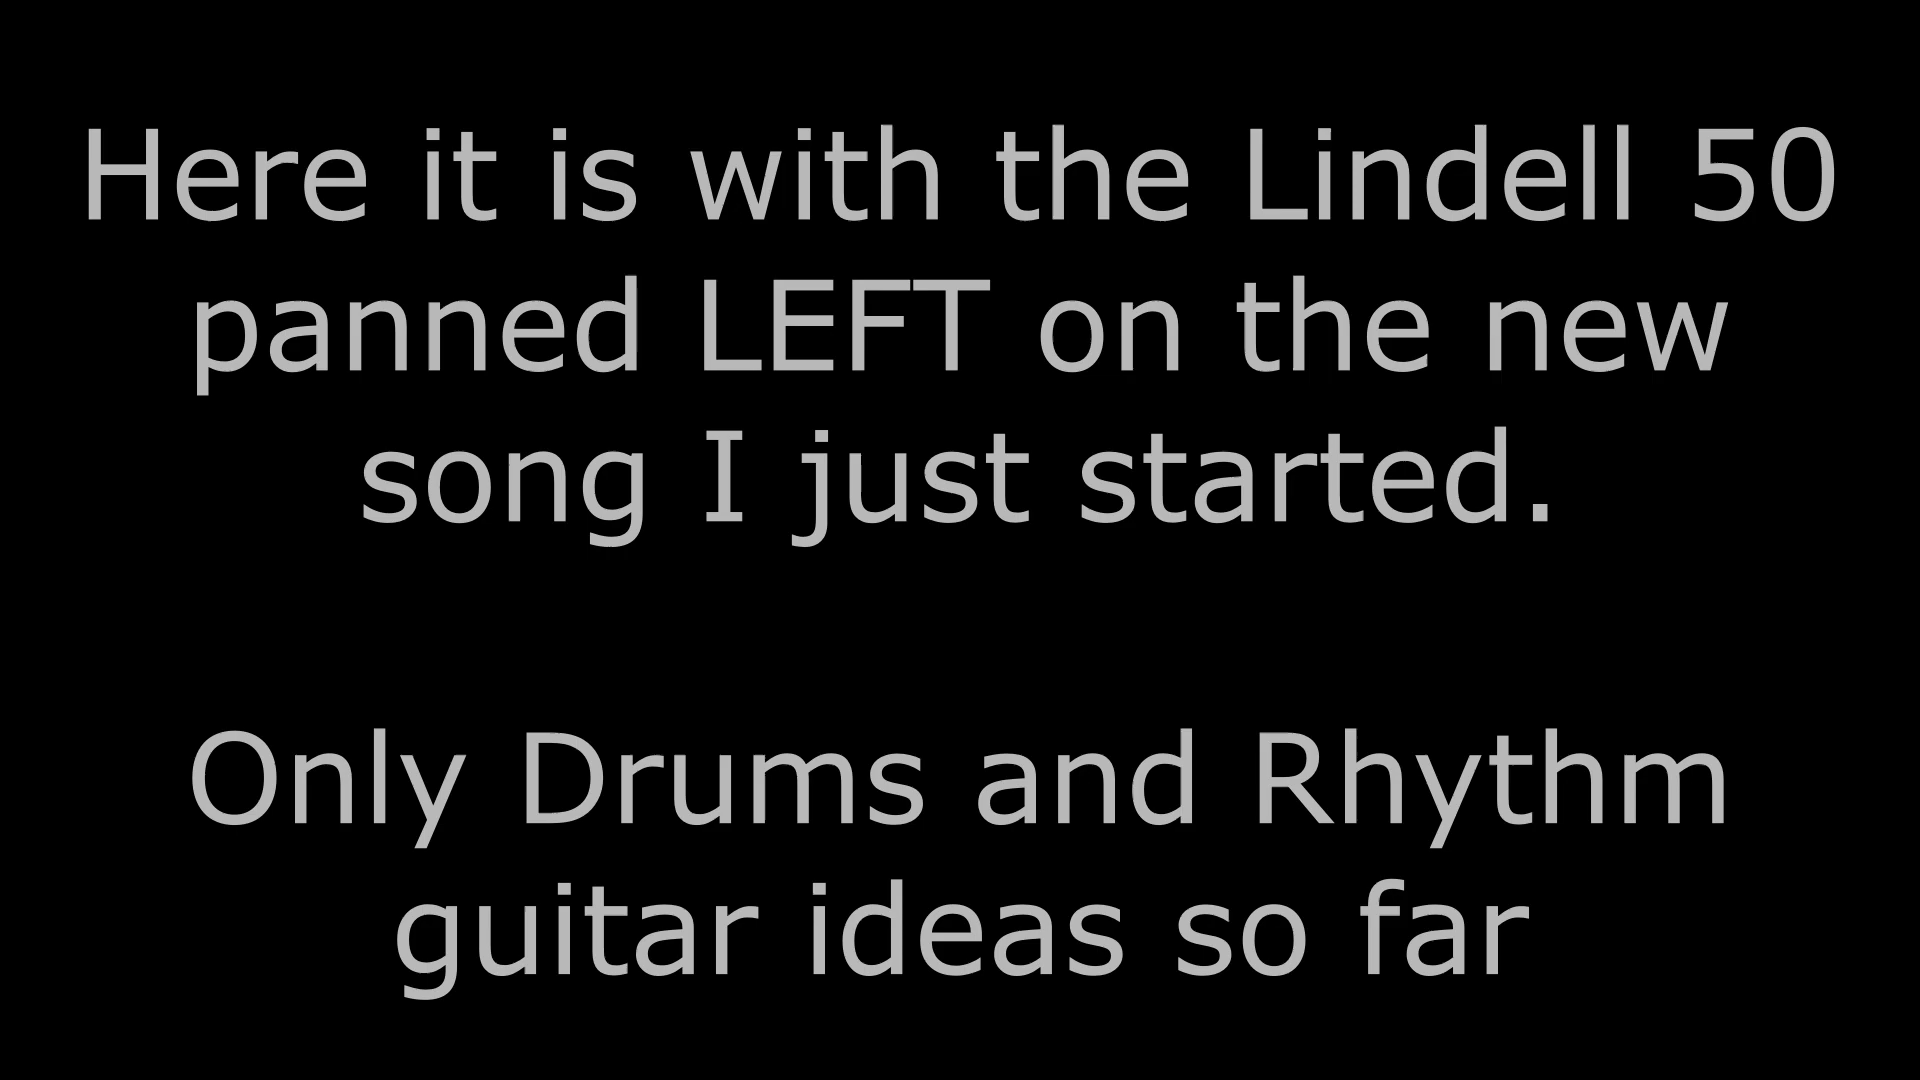 Here it is with the Lindell 50
panned LEFT on the new
song I just started.
Only Drums and Rhythm
guitar ideas so far